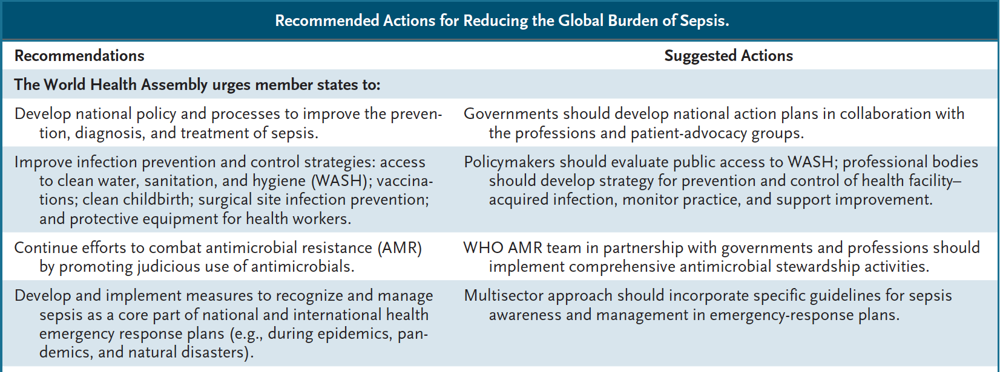 Recommended Actions for Reducing the Global Burden of Sepsis.
Recommendations
Suggested Actions
The World Health Assembly urges member states to:
Develop national policy and processes to improve the preven-
tion, diagnosis, and treatment of sepsis.
Governments should develop national action plans in collaboration with
the professions and patient-advocacy groups.
Improve infection prevention and control strategies: access
to clean water, sanitation, and hygiene (WASH); vaccina-
tions; clean childbirth; surgical site infection prevention;
and protective equipment for health workers.
Policymakers should evaluate public access to WASH; professional bodies
should develop strategy for prevention and control of health facility–
acquired infection, monitor practice, and support improvement.
Continue efforts to combat antimicrobial resistance (AMR)
by promoting judicious use of antimicrobials.
WHO AMR team in partnership with governments and professions should
implement comprehensive antimicrobial stewardship activities.
Develop and implement measures to recognize and manage
sepsis as a core part of national and international health
emergency response plans (e.g., during epidemics, pan-
demics, and natural disasters).
Multisector approach should incorporate specific guidelines for sepsis
awareness and management in emergency-response plans.